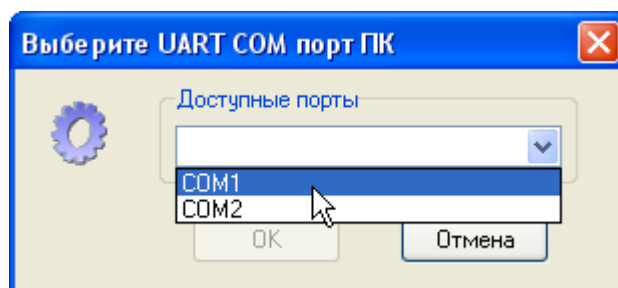 Выберите UART COM порт ПК
Доступные порты
COM1
COM2
OK
Отмена